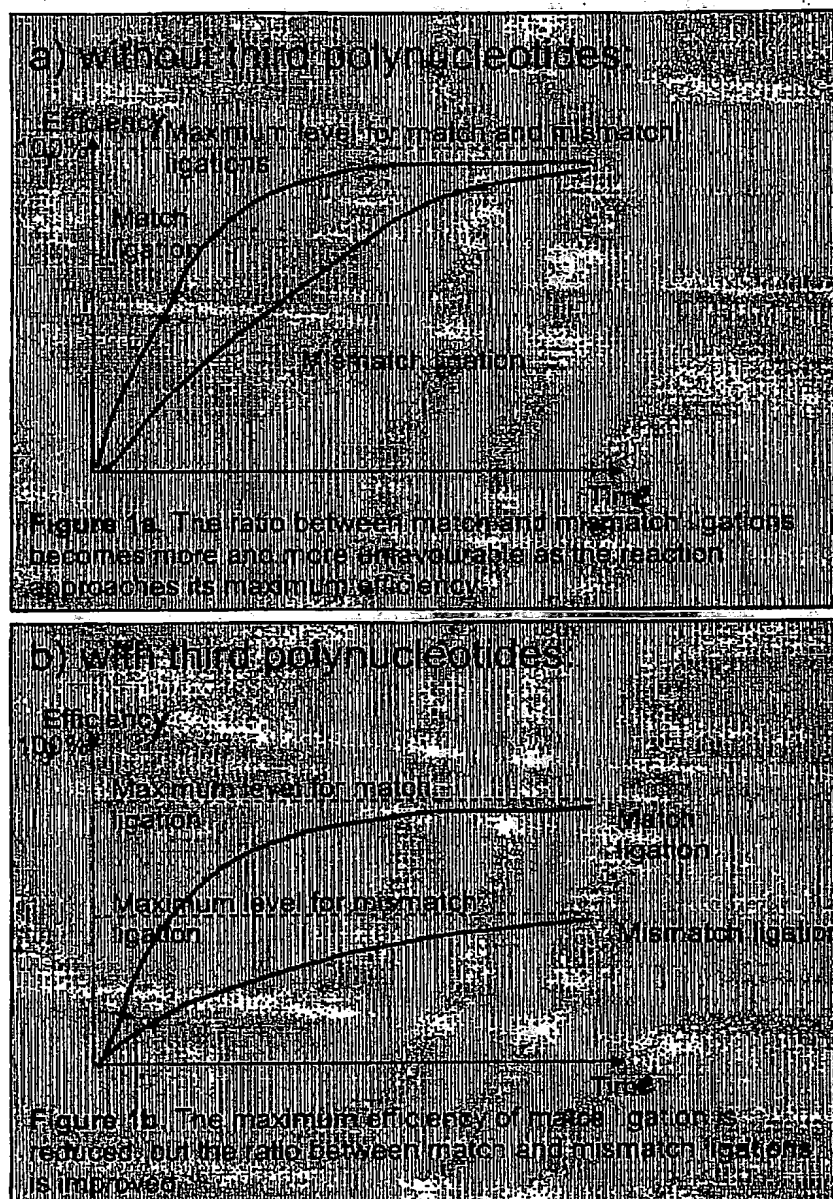 a) without third polynucleotides:
Efficiency
100%
Maximum level for match and mismatch
ligations
Match
ligation
Mismatch ligation
Time
Figure 1a. The ratio between match and mismatch ligations
becomes more and more unfavourable as the reaction
approaches its maximum efficiency.
b) with third polynucleotides:
Efficiency
100%
Maximum level for match
ligation
Match
ligation
Maximum level for mismatch
ligation
Mismatch ligation
Time
Figure 1b. The maximum efficiency of match ligation is
reduced, but the ratio between match and mismatch ligations
is improved.